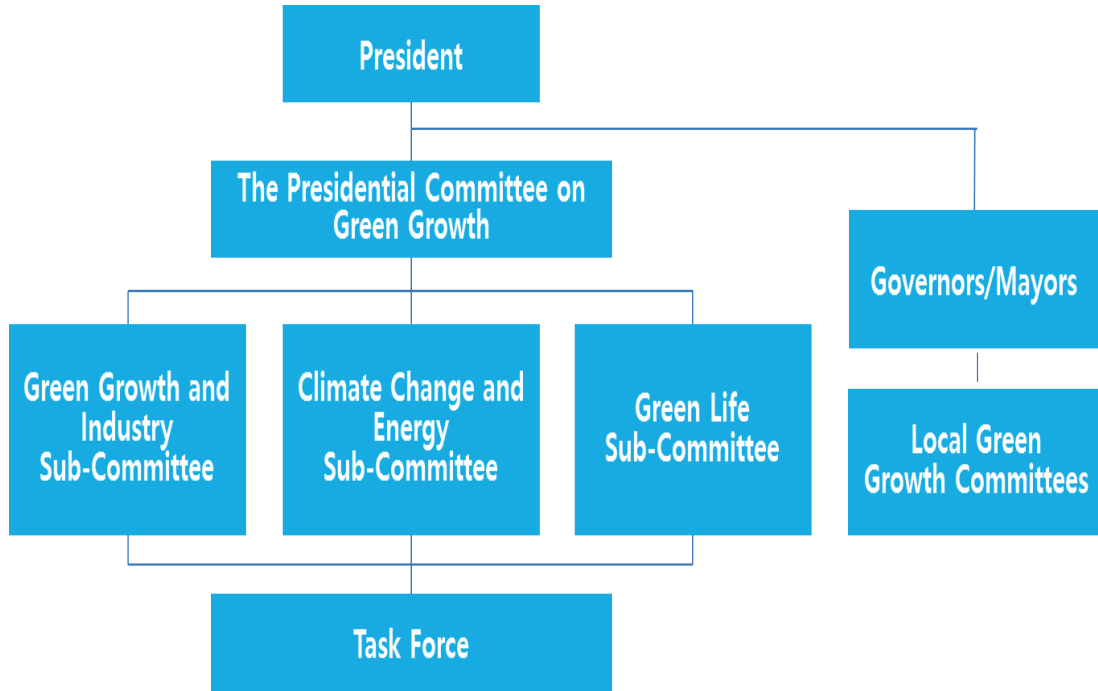 President
The Presidential Committee on
Green Growth
Governors/Mayors
Green Growth and
Industry
Sub-Committee
Climate Change and
Energy
Sub-Committee
Green Life
Sub-Committee
Local Green
Growth Committees
Task Force